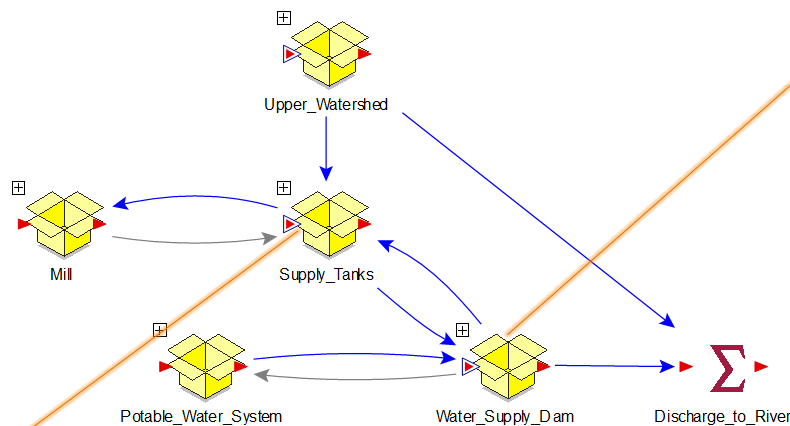 Upper_Watershed
Mill
Supply_Tanks
Potable_Water_System
Water_Supply_Dam
Discharge_to_River